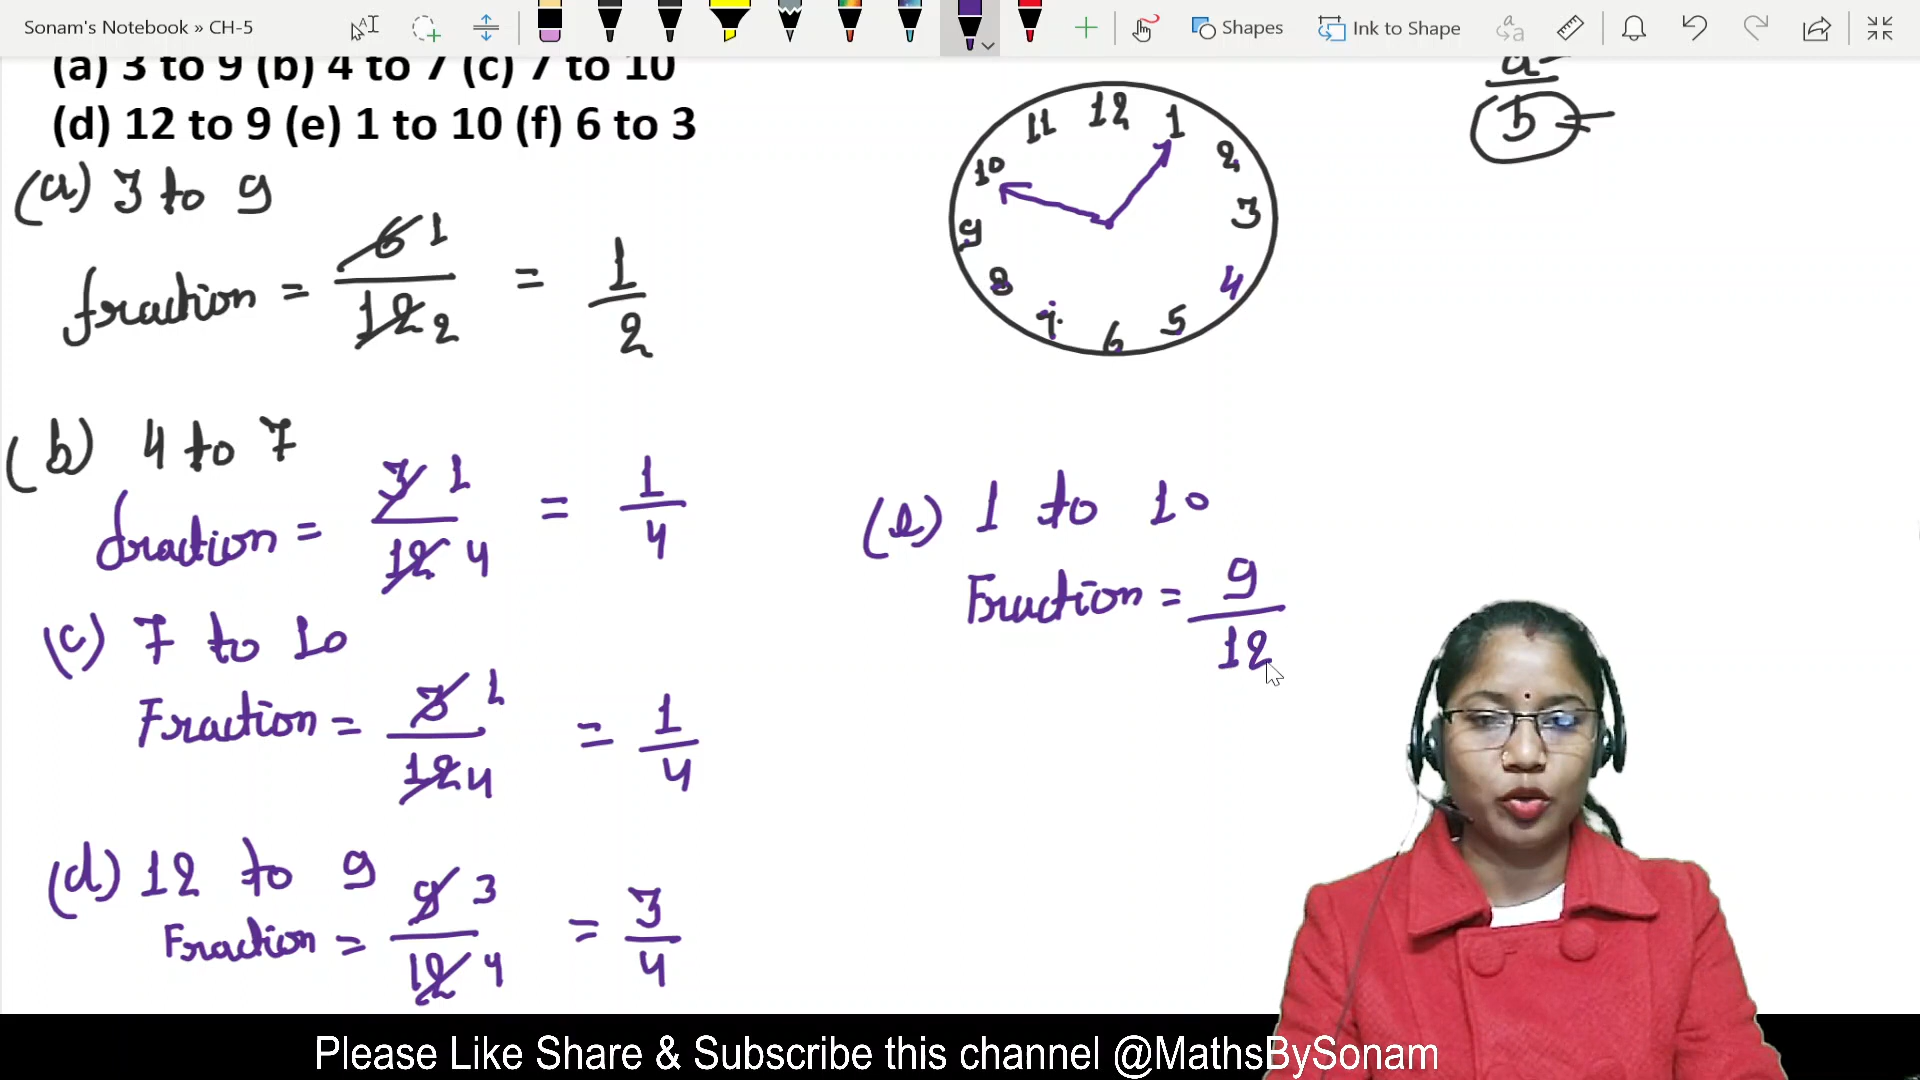 Sonam's Notebook » CH-5
Shapes
Ink to Shape
(a) 3 to 9 (b) 4 to 7 (c) 7 to 10
(d) 12 to 9 (e) 1 to 10 (f) 6 to 3
(a) 3 to 9
fraction = 6 1 / 12 2 = 1/2
(b) 4 to 7
fraction = 3 1 / 12 4 = 1/4
(c) 7 to 10
Fraction = 3 1 / 12 4 = 1/4
(d) 12 to 9
Fraction = 9 3 / 12 4 = 3/4
12
1
2
3
4
5
6
7
8
9
10
11
a
b
(e) 1 to 10
Fraction = 9/12
Please Like Share & Subscribe this channel @MathsBySonam